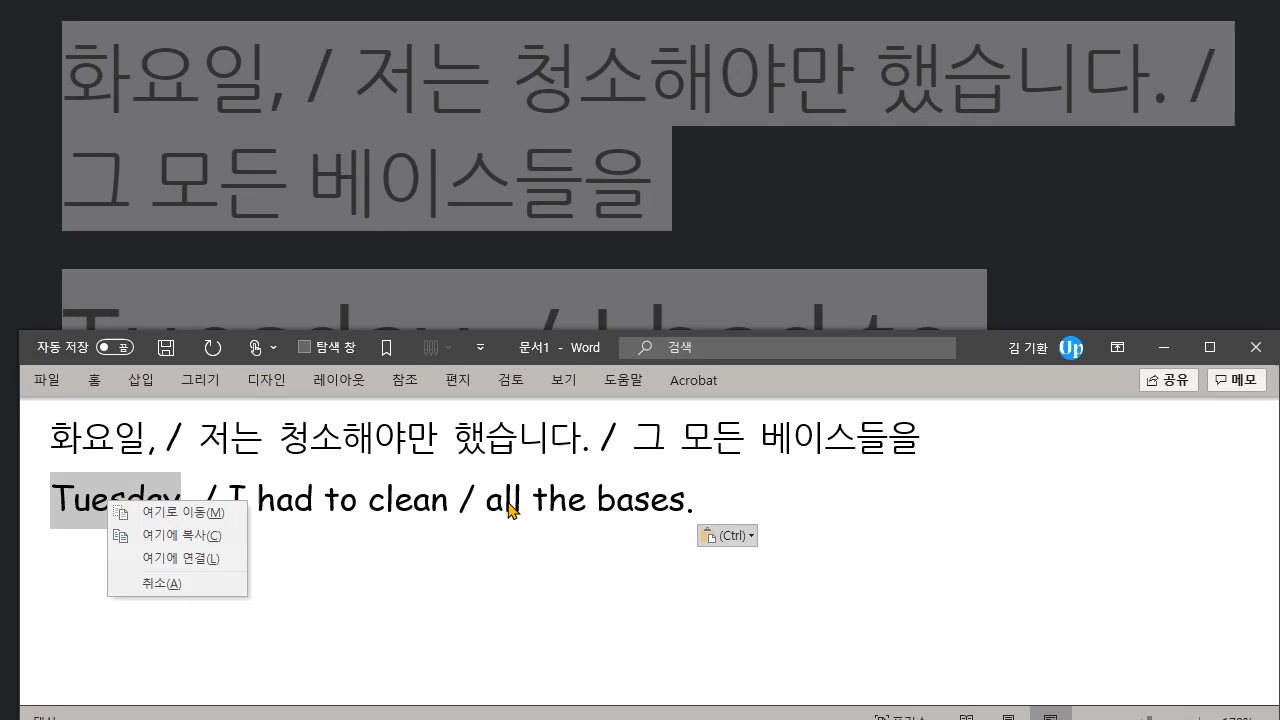 화요일, / 저는 청소해야만 했습니다. /
그 모든 베이스들을
Tuesday, / I had to
자동 저장 끔 탐색 창 문서1 - Word 검색 김 기환 Up
파일 홈 삽입 그리기 디자인 레이아웃 참조 편지 검토 보기 도움말 Acrobat 공유 메모
화요일, / 저는 청소해야만 했습니다. / 그 모든 베이스들을
Tuesday, / I had to clean / all the bases.
여기로 이동(M)
(Ctrl)
여기에 복사(C)
여기에 연결(L)
취소(A)